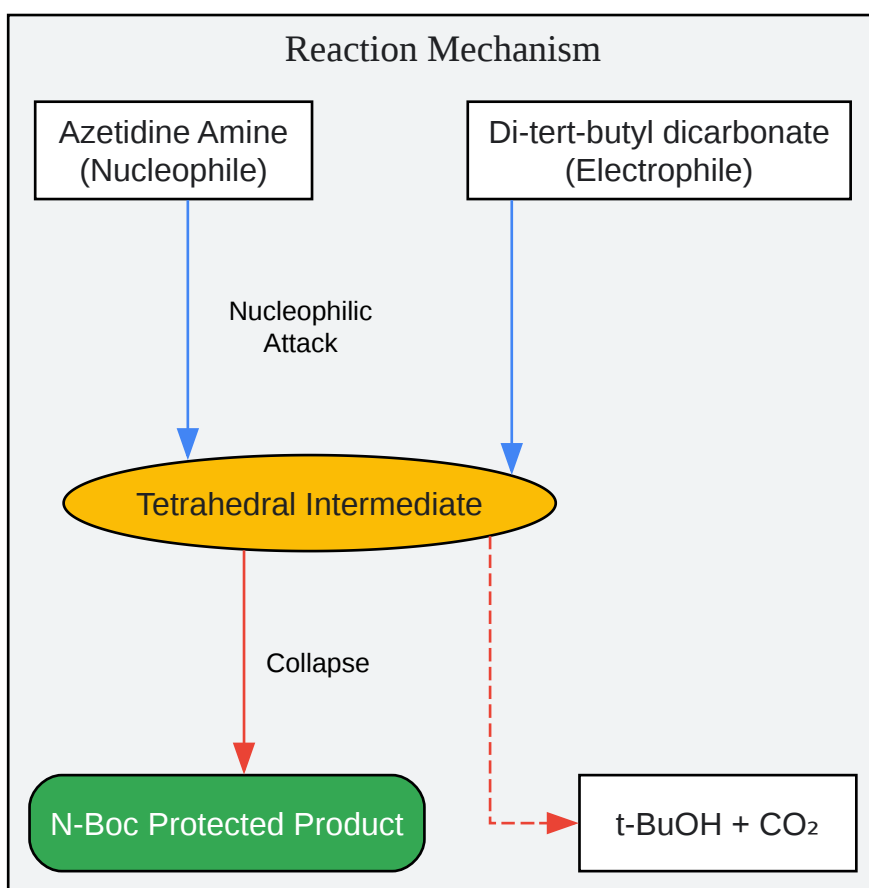 Reaction Mechanism
Azetidine Amine
(Nucleophile)
Di-tert-butyl dicarbonate
(Electrophile)
Nucleophilic
Attack
Tetrahedral Intermediate
Collapse
N-Boc Protected Product
t-BuOH + CO₂